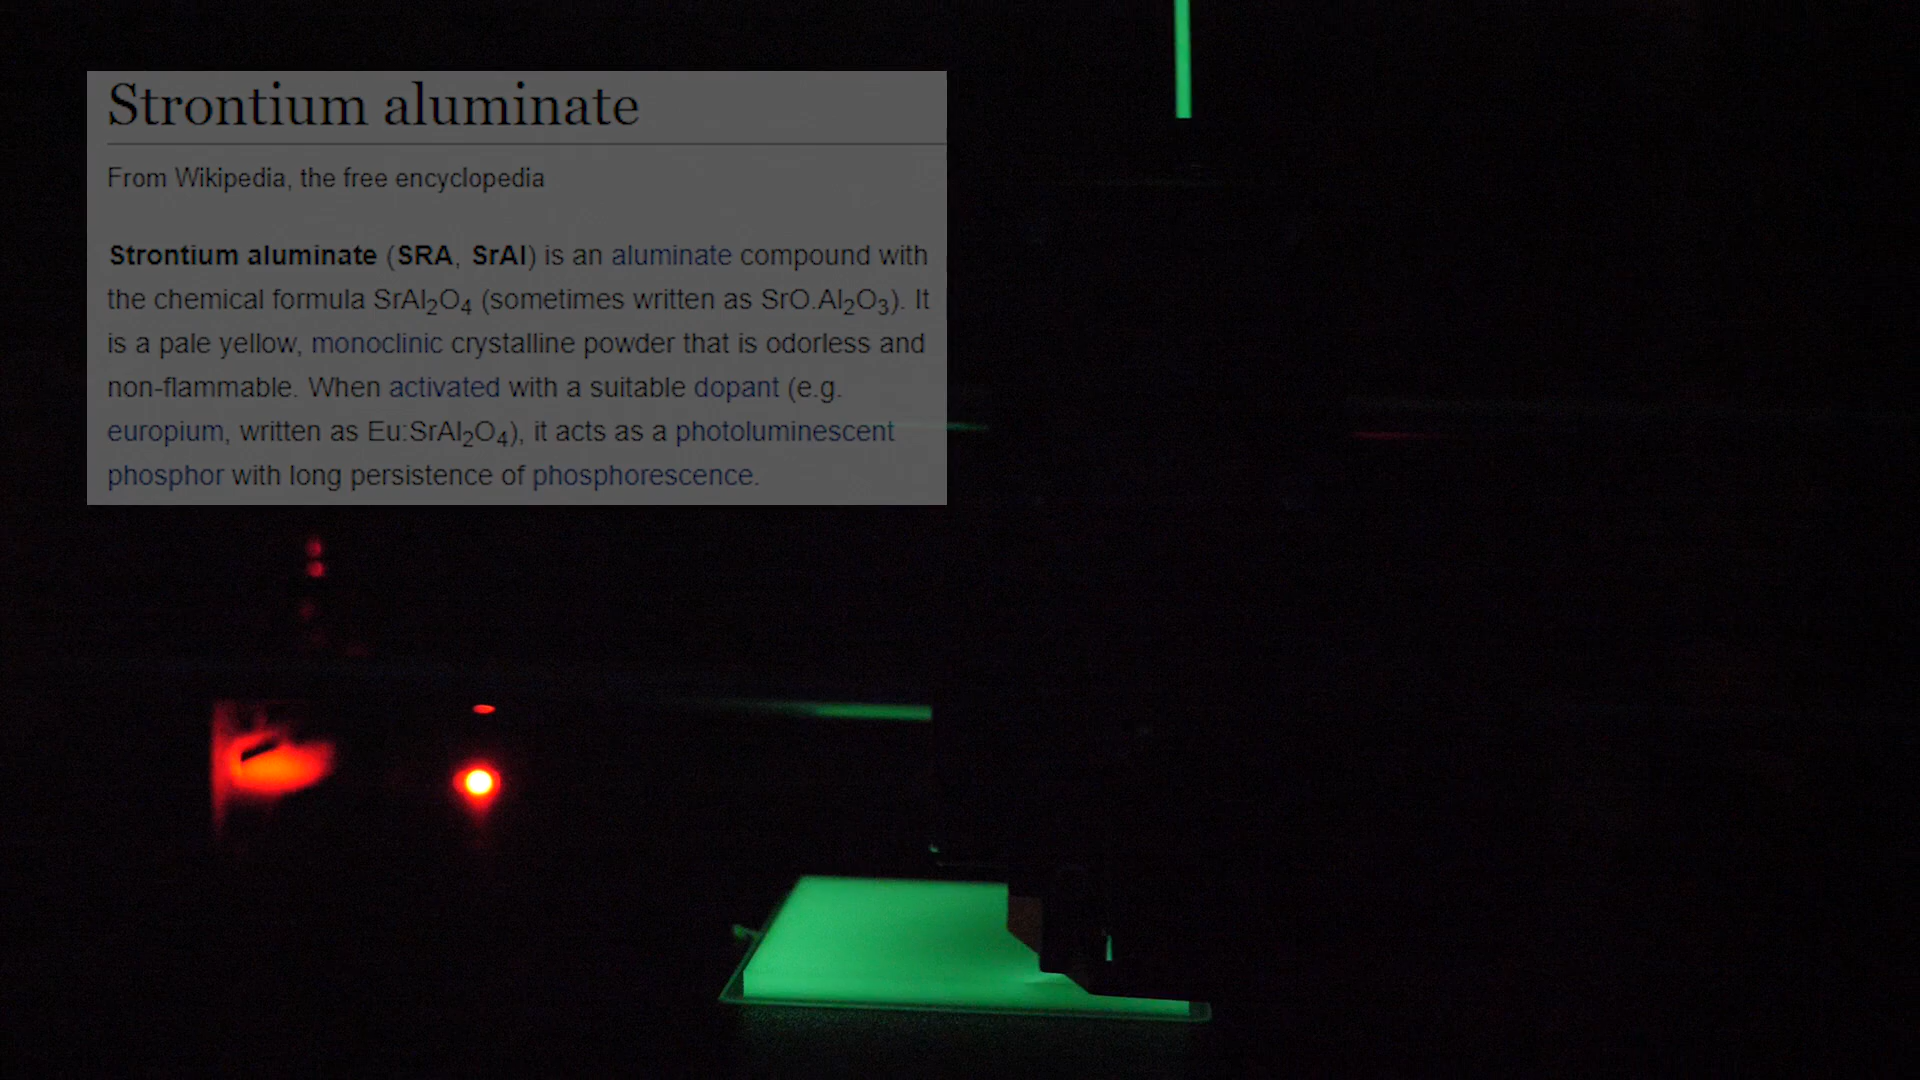 Strontium aluminate
From Wikipedia, the free encyclopedia
Strontium aluminate (SRA, SrAl) is an aluminate compound with
the chemical formula SrAl₂O₄ (sometimes written as SrO.Al₂O₃). It
is a pale yellow, monoclinic crystalline powder that is odorless and
non-flammable. When activated with a suitable dopant (e.g.
europium, written as Eu:SrAl₂O₄), it acts as a photoluminescent
phosphor with long persistence of phosphorescence.